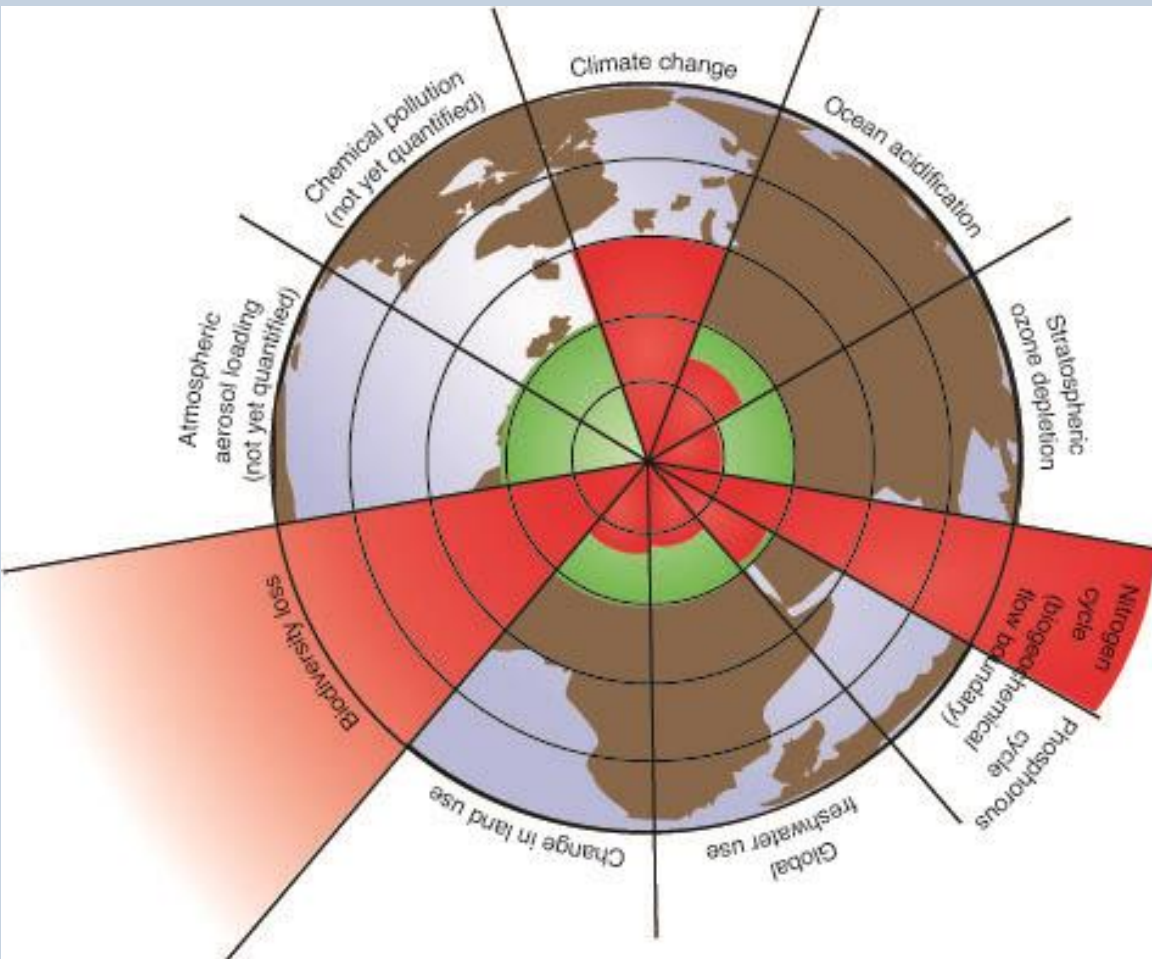 Climate change
Ocean acidification
Stratospheric
ozone depletion
Nitrogen
cycle
(biogeochemical
flow boundary)
Phosphorous
cycle
Global
freshwater use
Change in land use
Biodiversity loss
Atmospheric
aerosol loading
(not yet quantified)
Chemical pollution
(not yet quantified)